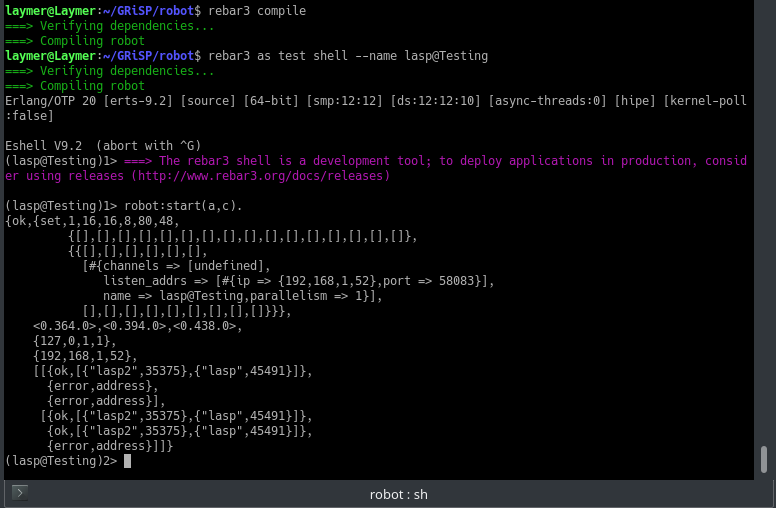 laymer@Laymer:~/GRiSP/robot$ rebar3 compile
===> Verifying dependencies...
===> Compiling robot
laymer@Laymer:~/GRiSP/robot$ rebar3 as test shell --name lasp@Testing
===> Verifying dependencies...
===> Compiling robot
Erlang/OTP 20 [erts-9.2] [source] [64-bit] [smp:12:12] [ds:12:12:10] [async-threads:0] [hipe] [kernel-poll
:false]
Eshell V9.2  (abort with ^G)
(lasp@Testing)1> ===> The rebar3 shell is a development tool; to deploy applications in production, consid
er using releases (http://www.rebar3.org/docs/releases)
(lasp@Testing)1> robot:start(a,c).
{ok,{set,1,16,16,8,80,48,
         {[],[],[],[],[],[],[],[],[],[],[],[],[],[],[],[]},
         {{[],[],[],[],[],[],
           [#{channels => [undefined],
              listen_addrs => [#{ip => {192,168,1,52},port => 58083}],
              name => lasp@Testing,parallelism => 1}],
           [],[],[],[],[],[],[],[],[]}}},
    <0.364.0>,<0.394.0>,<0.438.0>,
    {127,0,1,1},
    {192,168,1,52},
    [[{ok,[{"lasp2",35375},{"lasp",45491}]},
      {error,address},
      {error,address}],
     [{ok,[{"lasp2",35375},{"lasp",45491}]},
      {ok,[{"lasp2",35375},{"lasp",45491}]},
      {error,address}]]}
(lasp@Testing)2>
robot : sh